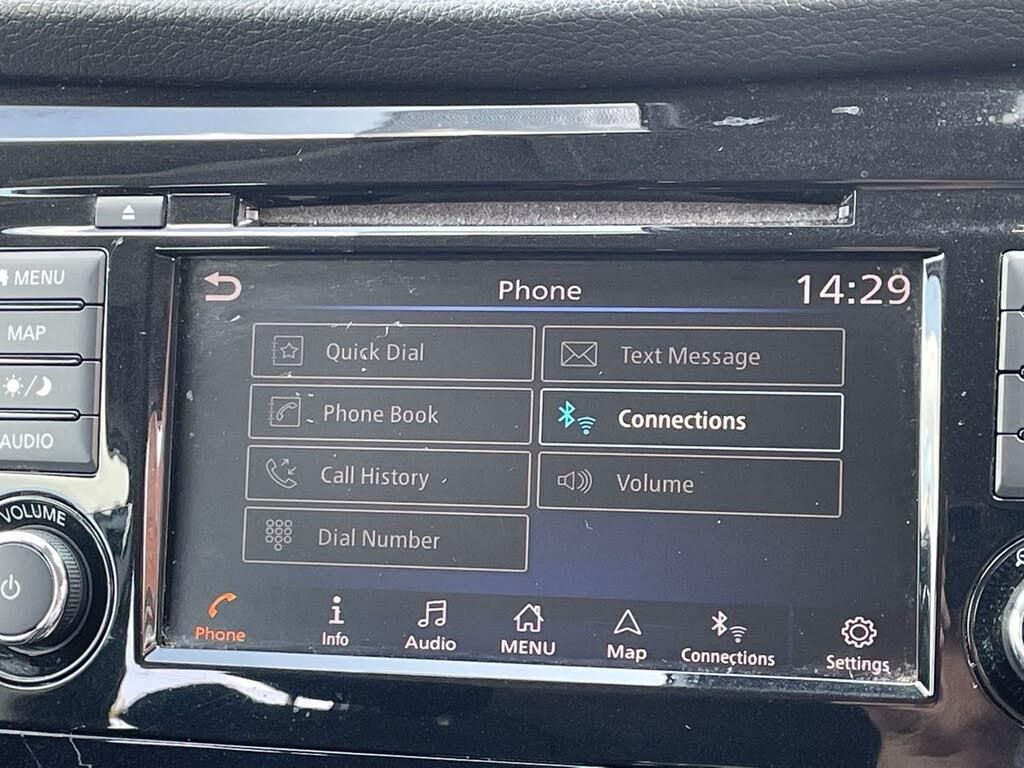 MENU
MAP
AUDIO
VOLUME
Phone
14:29
Quick Dial
Text Message
Phone Book
Connections
Call History
Volume
Dial Number
Phone
Info
Audio
MENU
Map
Connections
Settings